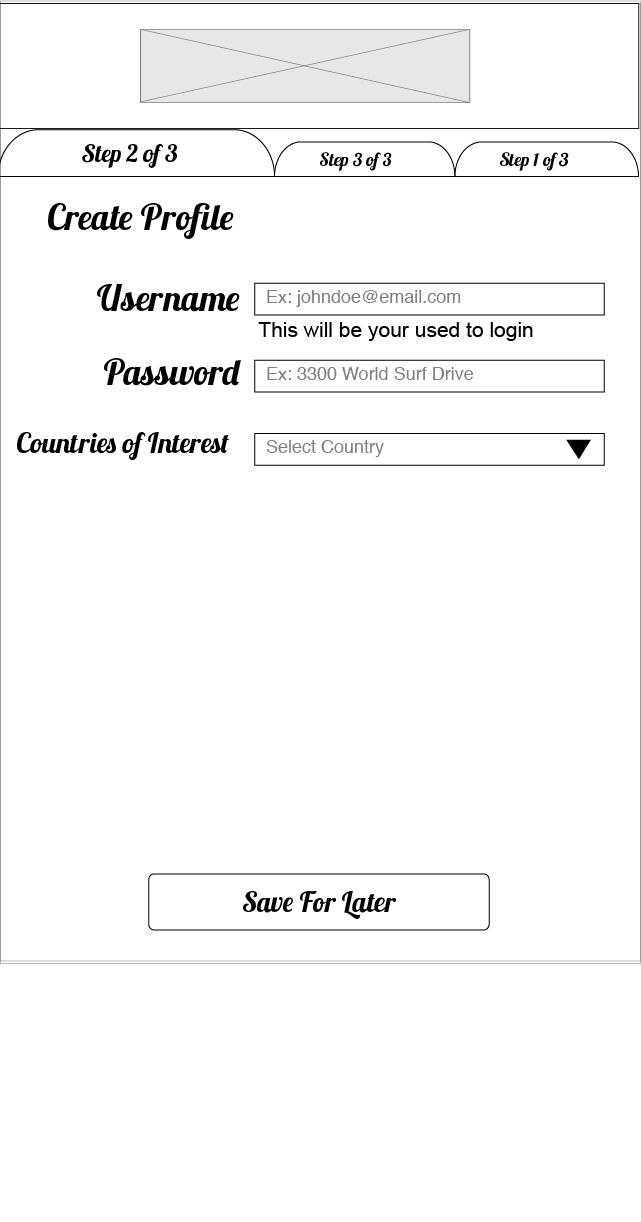 Step 2 of 3
Step 3 of 3
Step 1 of 3
Create Profile
Username
Ex: johndoe@email.com
This will be your used to login
Password
Ex: 3300 World Surf Drive
Countries of Interest
Select Country
Save For Later